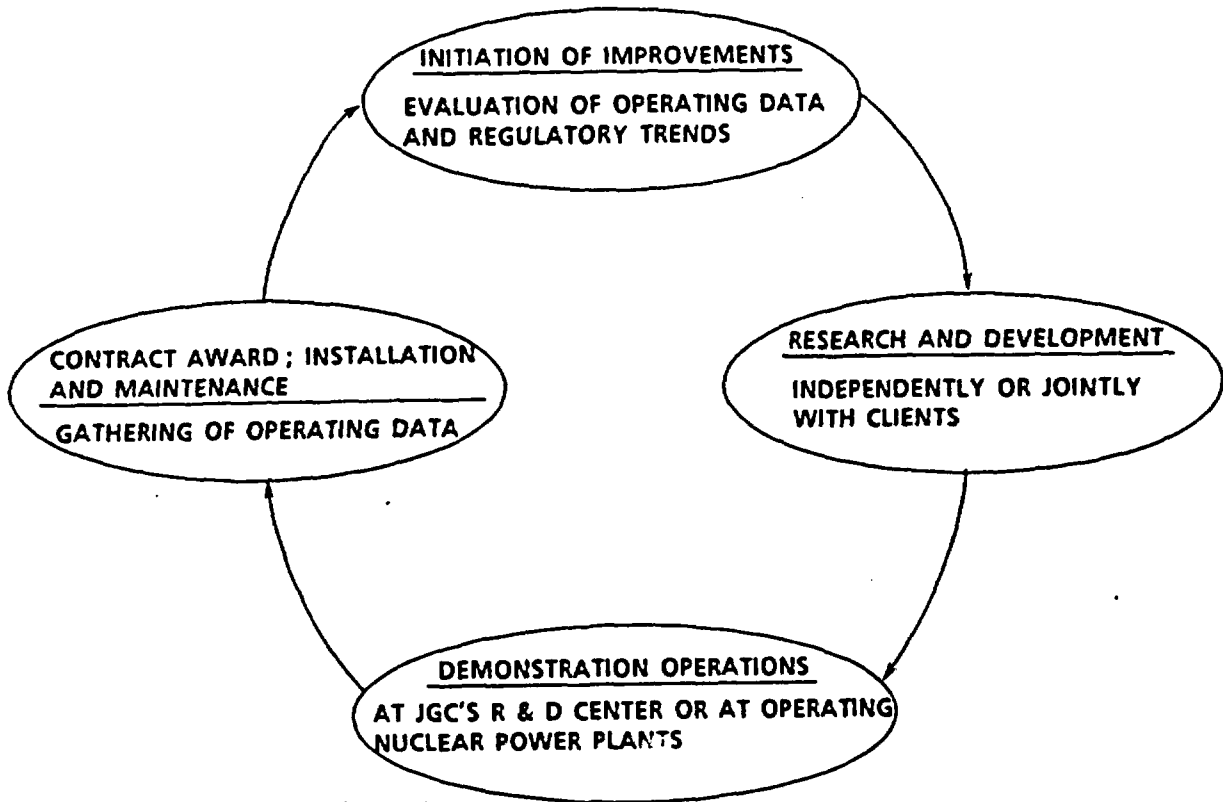 INITIATION OF IMPROVEMENTS
EVALUATION OF OPERATING DATA
AND REGULATORY TRENDS
RESEARCH AND DEVELOPMENT
INDEPENDENTLY OR JOINTLY
WITH CLIENTS
DEMONSTRATION OPERATIONS
AT JGC'S R & D CENTER OR AT OPERATING
NUCLEAR POWER PLANTS
CONTRACT AWARD; INSTALLATION
AND MAINTENANCE
GATHERING OF OPERATING DATA